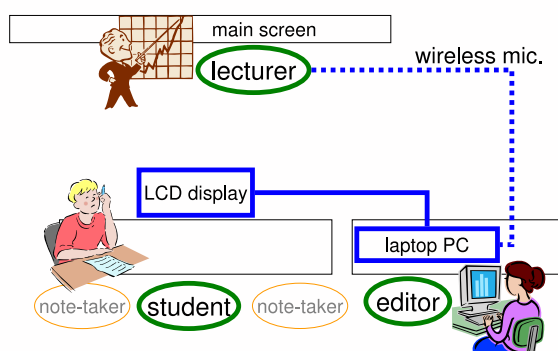 main screen
lecturer
wireless mic.
LCD display
laptop PC
note-taker
student
note-taker
editor